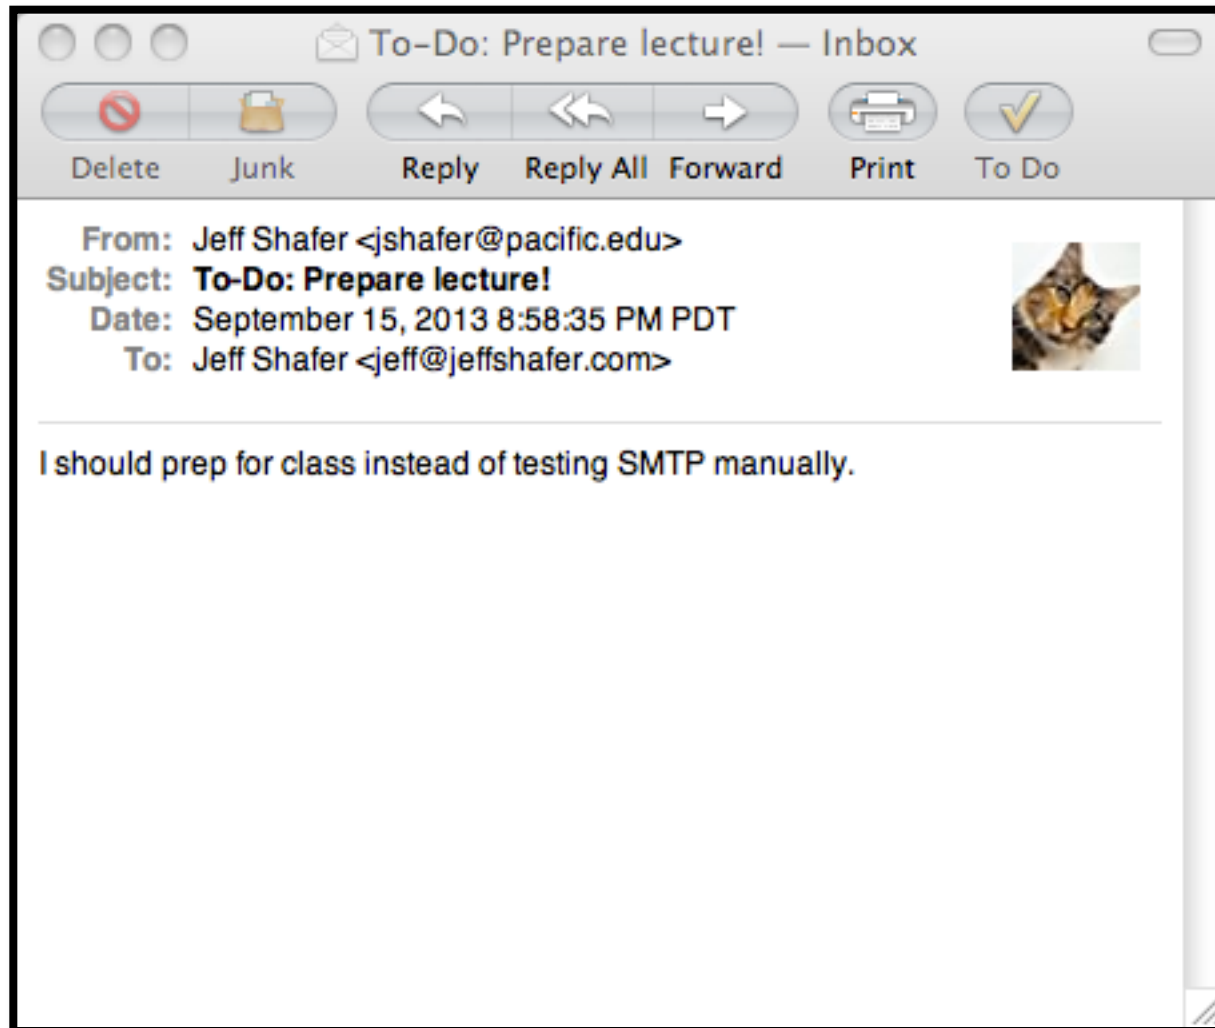 To-Do: Prepare lecture! — Inbox
Delete Junk Reply Reply All Forward Print To Do
From: Jeff Shafer <jshafer@pacific.edu>
Subject: To-Do: Prepare lecture!
Date: September 15, 2013 8:58:35 PM PDT
To: Jeff Shafer <jeff@jeffshafer.com>
I should prep for class instead of testing SMTP manually.